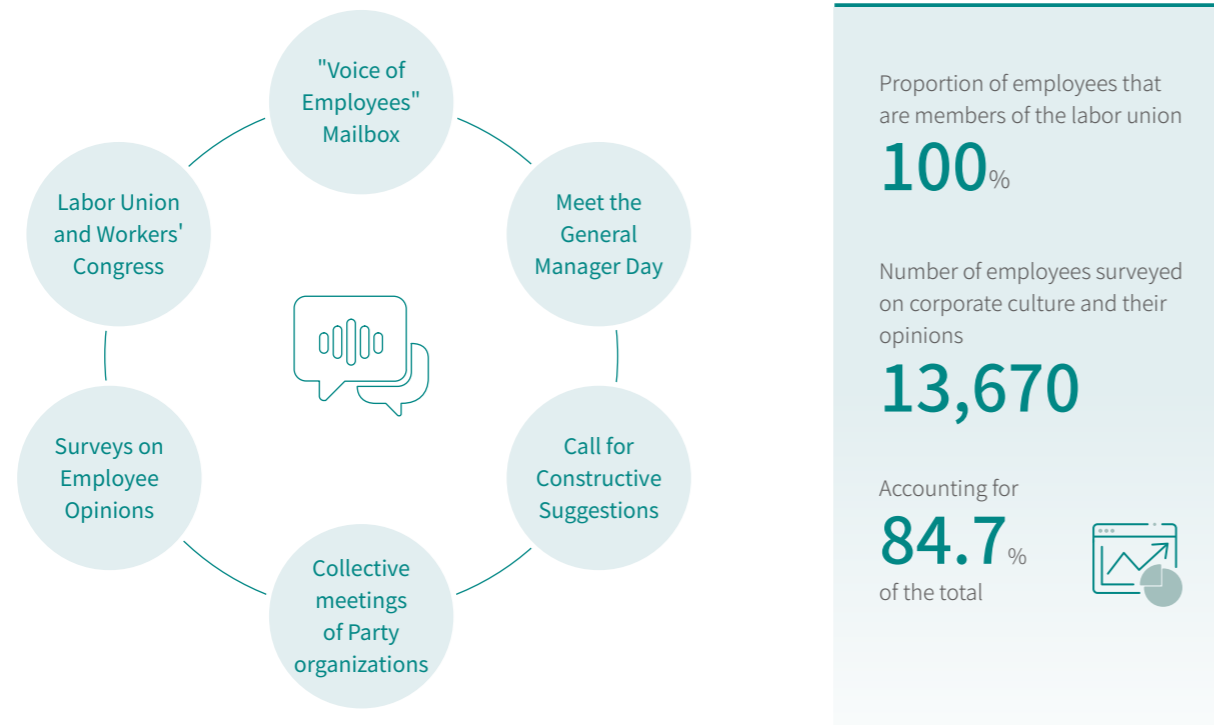 "Voice of
Employees"
Mailbox
Meet the
General
Manager Day
Call for
Constructive
Suggestions
Collective
meetings
of Party
organizations
Surveys on
Employee
Opinions
Labor Union
and Workers'
Congress
Proportion of employees that
are members of the labor union
100%
Number of employees surveyed
on corporate culture and their
opinions
13,670
Accounting for
84.7%
of the total